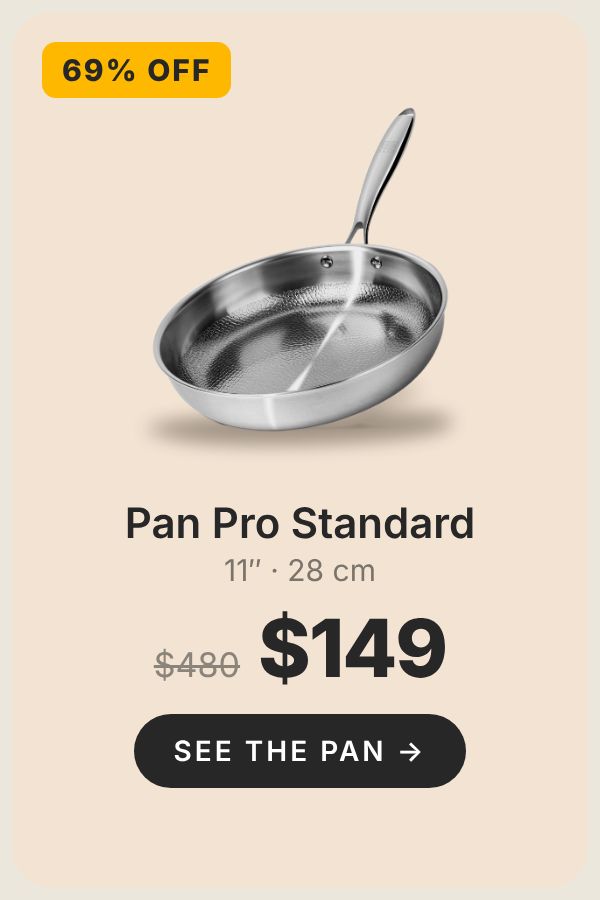 69% OFF
Pan Pro Standard
11″ · 28 cm
$480 $149
SEE THE PAN →